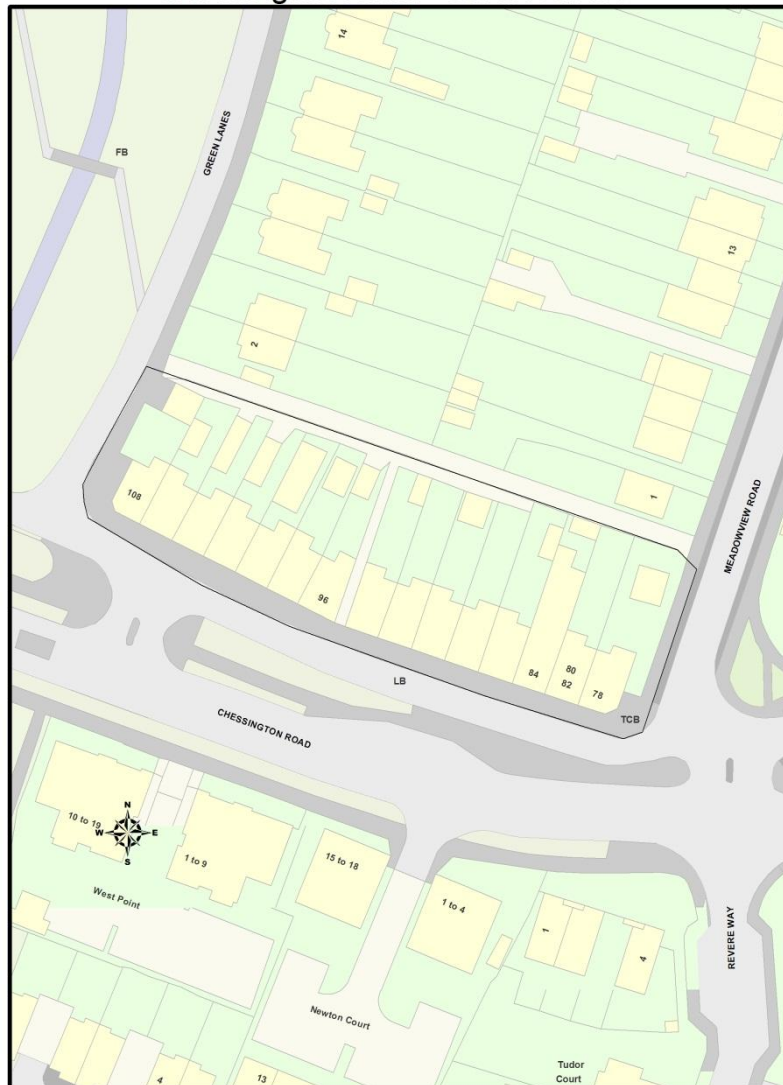 14
FB
GREEN LANES
13
2
1
MEADOWVIEW ROAD
108
96
84
80
82
78
LB
TCB
CHESSINGTON ROAD
N
W
E
S
10 to 19
1 to 9
15 to 18
1 to 4
West Point
1
4
REVERE WAY
Newton Court
Tudor
Court
4
13